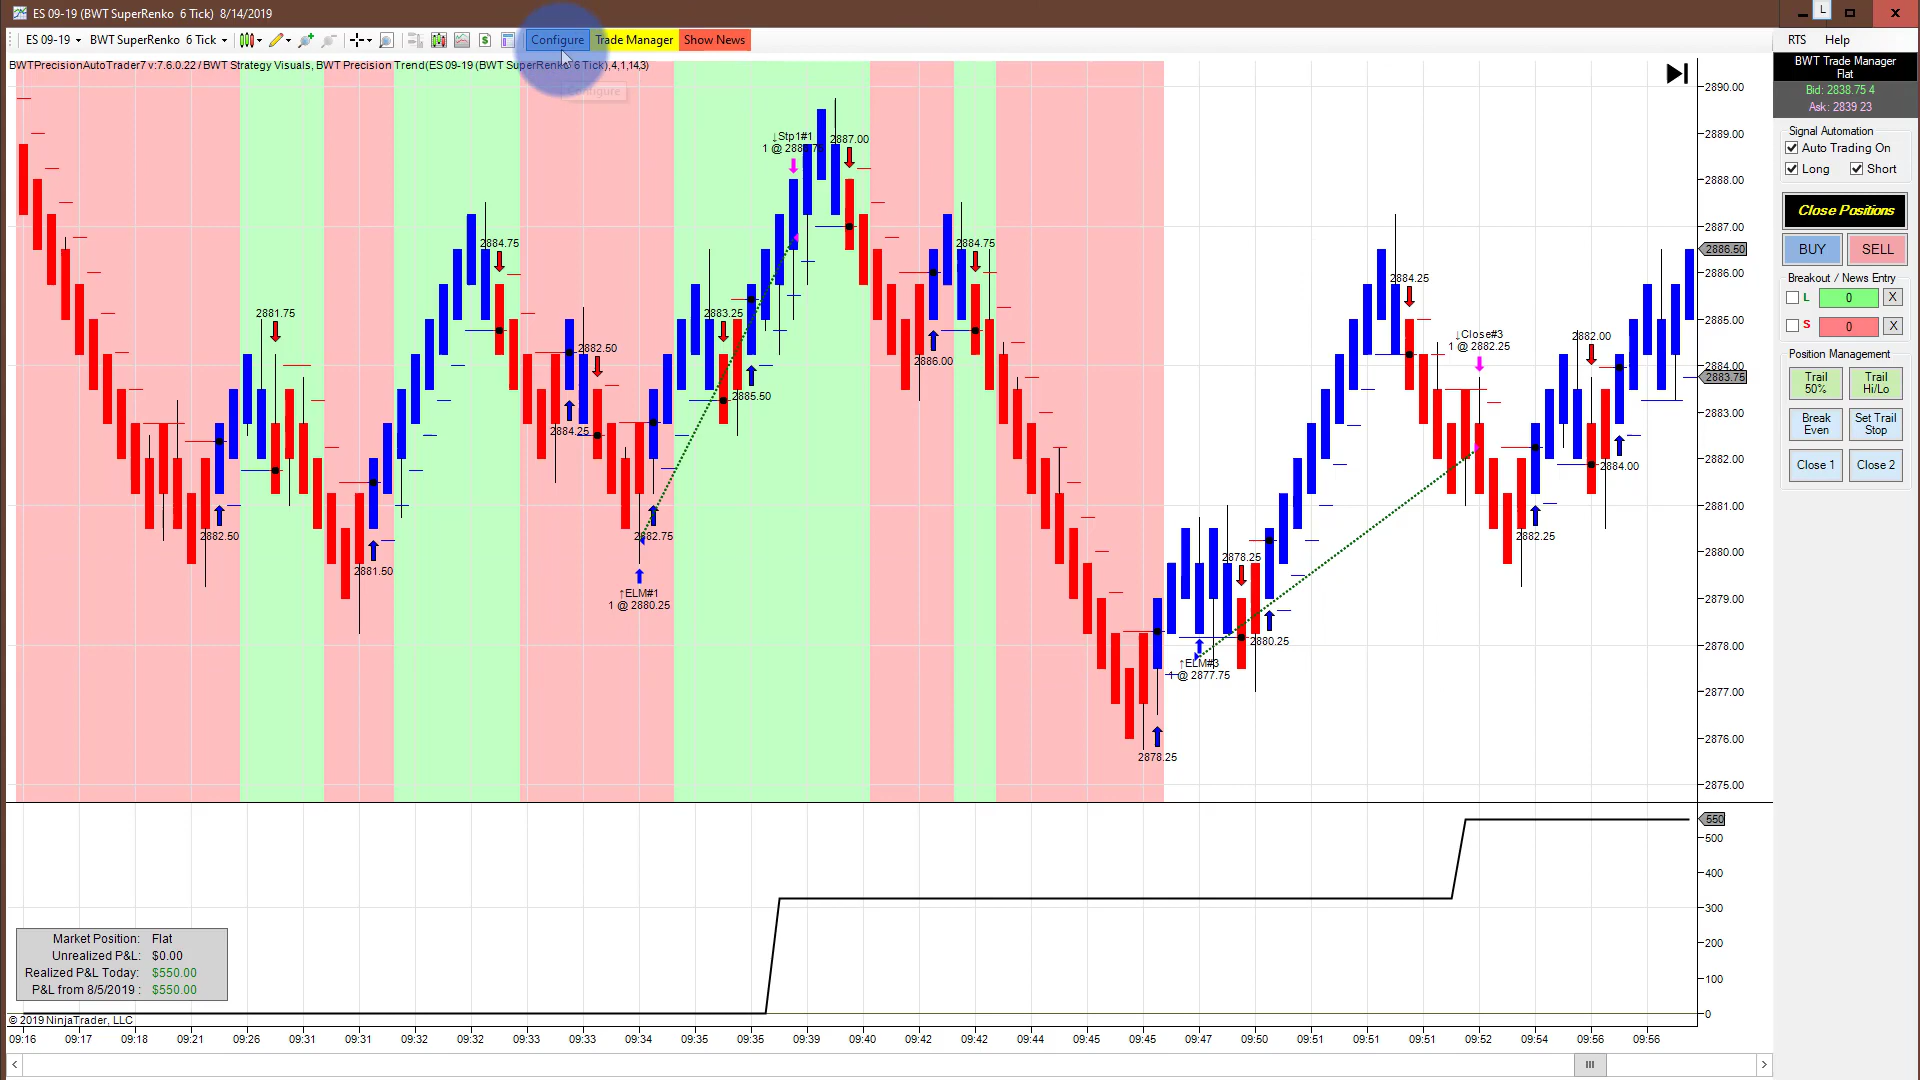 ES 09-19 (BWT SuperRenko 6 Tick) 8/14/2019
L
ES 09-19 BWT SuperRenko 6 Tick Configure Trade Manager Show News
RTS Help
BWTPrecisionAutoTrader7 v:7.6.0.22 / BWT Strategy Visuals, BWT Precision Trend(ES 09-19 (BWT SuperRenko 6 Tick),4,1,14,3)
Configure
BWT Trade Manager
Flat
Bid: 2838.75 4
Ask: 2839 23
Signal Automation
Auto Trading On
Long Short
Close Positions
BUY SELL
Breakout / News Entry
L 0 X
S 0 X
Position Management
Trail 50%
Trail Hi/Lo
Break Even
Set Trail Stop
Close 1 Close 2
2890.00
2889.00
2888.00
2887.00
2886.50
2886.00
2885.00
2884.00
2883.75
2883.00
2882.00
2881.00
2880.00
2879.00
2878.00
2877.00
2876.00
2875.00
↓Stp1#1
2887.00
2884.75
2884.75
2884.25
2881.75
2883.25
2882.50
↓Close#3
1 @ 2882.25
2882.00
2886.00
2885.50
2884.25
2884.00
2882.50
2882.75
2882.25
2881.50
2878.25
↑ELM#1
1 @ 2880.25
2880.25
↑ELM#3
1 @ 2877.75
2878.25
550
500
400
300
200
100
0
Market Position: Flat
Unrealized P&L: $0.00
Realized P&L Today: $550.00
P&L from 8/5/2019 : $550.00
© 2019 NinjaTrader, LLC
09:16 09:17 09:18 09:21 09:26 09:31 09:31 09:32 09:32 09:33 09:33 09:34 09:35 09:35 09:39 09:40 09:42 09:42 09:44 09:45 09:45 09:47 09:50 09:51 09:51 09:51 09:52 09:54 09:56 09:56